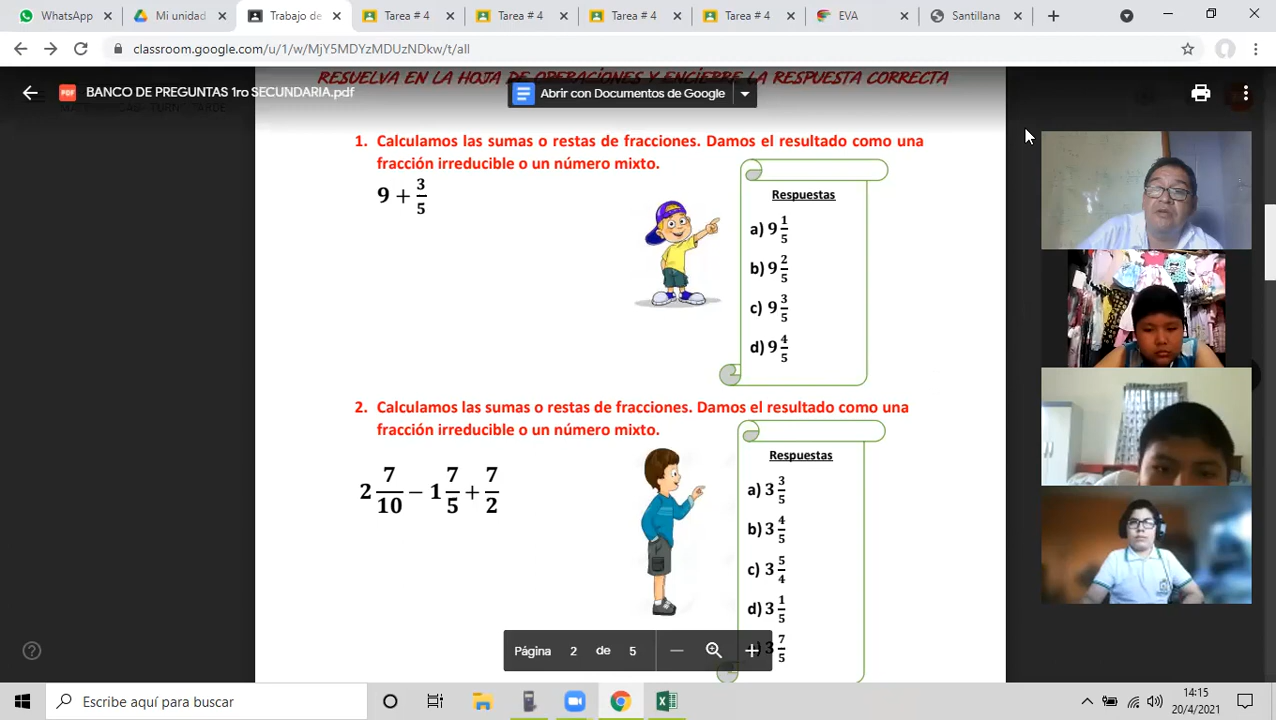 WhatsApp
Mi unidad
Trabajo de
Tarea # 4
Tarea # 4
Tarea # 4
Tarea # 4
EVA
Santillana
classroom.google.com/u/1/w/MjY5MDYzMDUzNDkw/t/all
RESUELVA EN LA HOJA DE OPERACIONES Y ENCIERRE LA RESPUESTA CORRECTA
BANCO DE PREGUNTAS 1ro SECUNDARIA.pdf
Abrir con Documentos de Google
1. Calculamos las sumas o restas de fracciones. Damos el resultado como una
fracción irreducible o un número mixto.
9 + 3/5
Respuestas
a) 9 1/5
b) 9 2/5
c) 9 3/5
d) 9 4/5
2. Calculamos las sumas o restas de fracciones. Damos el resultado como una
fracción irreducible o un número mixto.
2 7/10 − 1 7/5 + 7/2
Respuestas
a) 3 3/5
b) 3 4/5
c) 3 5/4
d) 3 1/5
3 7/5
Página 2 de 5
Escribe aquí para buscar
14:15
20/4/2021